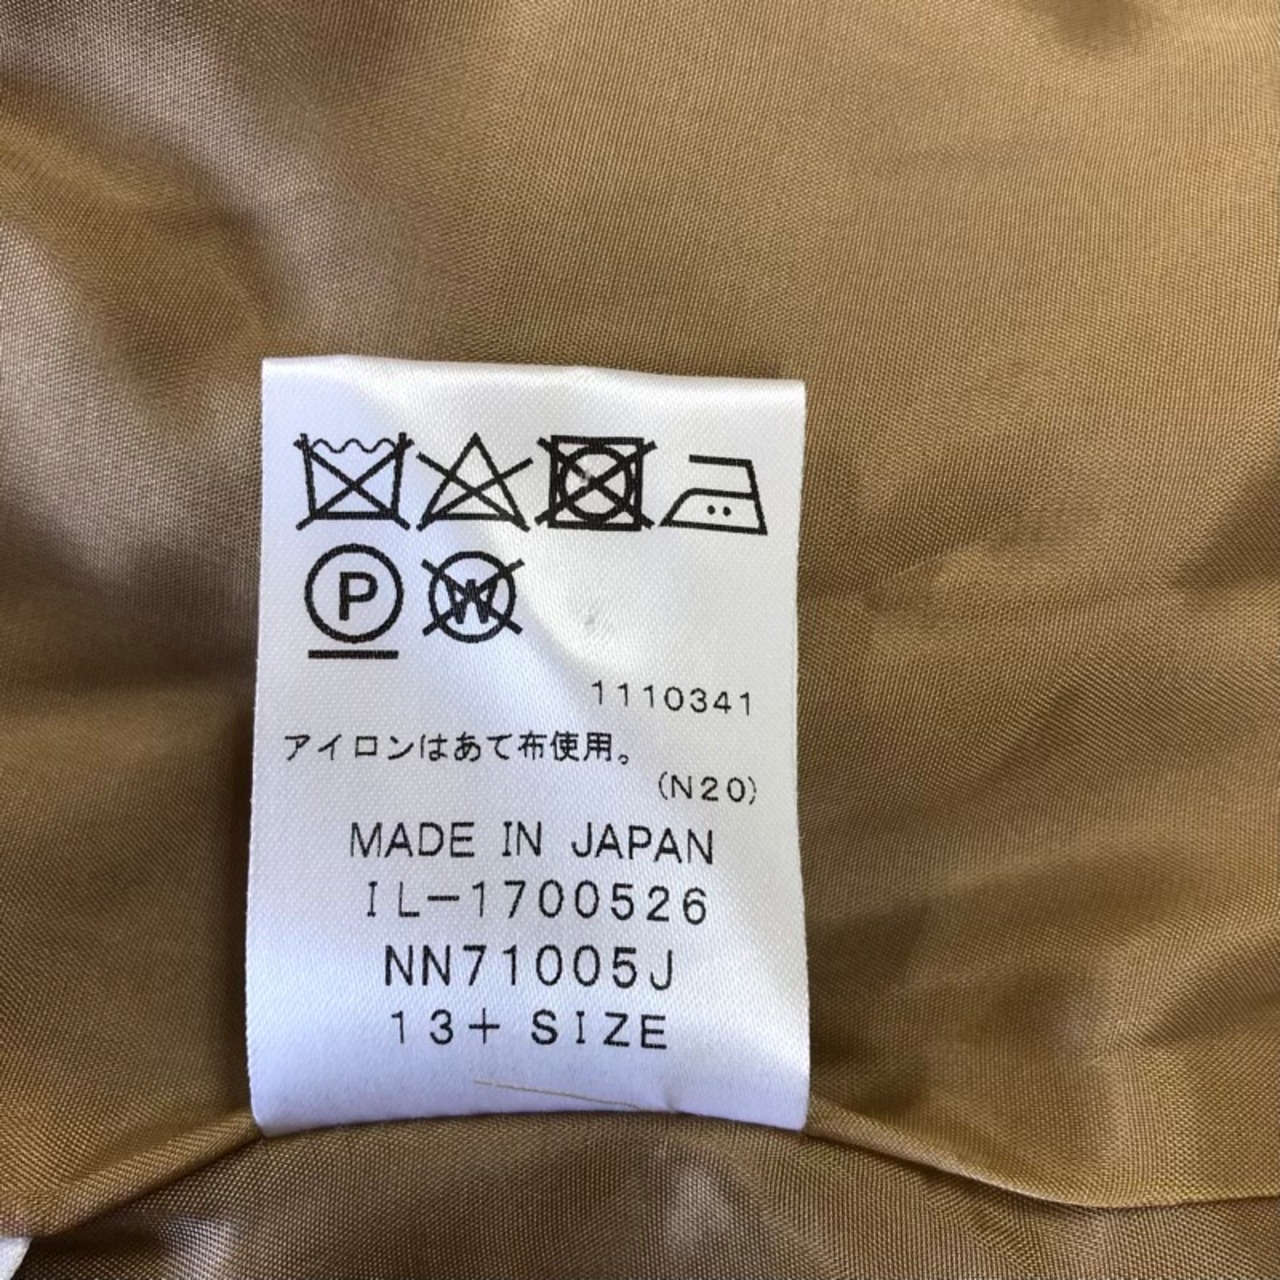 P W
1110341
アイロンはあて布使用。
(N20)
MADE IN JAPAN
IL-1700526
NN71005J
13+ SIZE